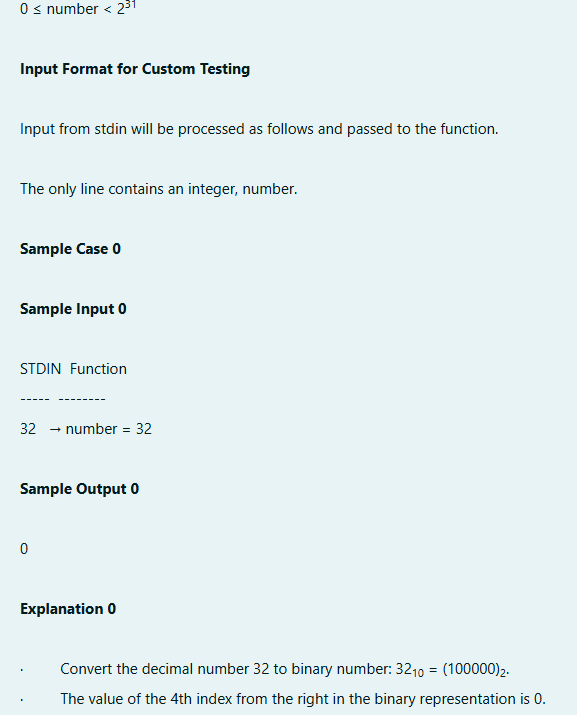 0 ≤ number < 2³¹
Input Format for Custom Testing
Input from stdin will be processed as follows and passed to the function.
The only line contains an integer, number.
Sample Case 0
Sample Input 0
STDIN  Function
-----  --------
32   → number = 32
Sample Output 0
0
Explanation 0
·        Convert the decimal number 32 to binary number: 32₁₀ = (100000)₂.
·        The value of the 4th index from the right in the binary representation is 0.